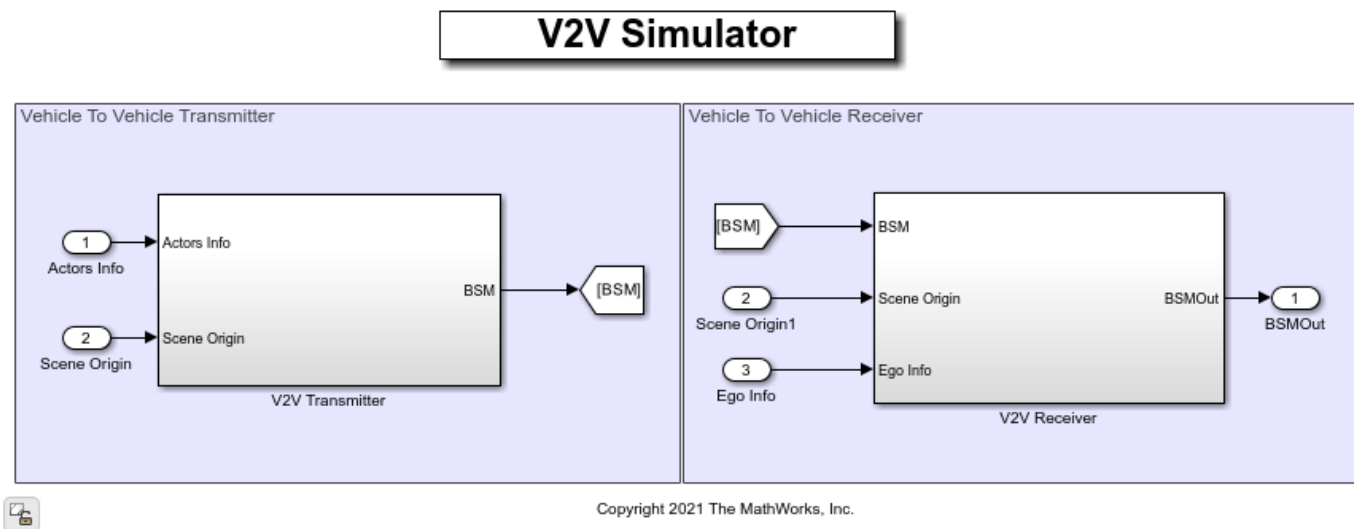 V2V Simulator
Vehicle To Vehicle Transmitter
1
Actors Info
2
Scene Origin
Actors Info
Scene Origin
BSM
V2V Transmitter
[BSM]
Vehicle To Vehicle Receiver
[BSM]
2
Scene Origin1
3
Ego Info
BSM
Scene Origin
Ego Info
BSMOut
V2V Receiver
1
BSMOut
Copyright 2021 The MathWorks, Inc.